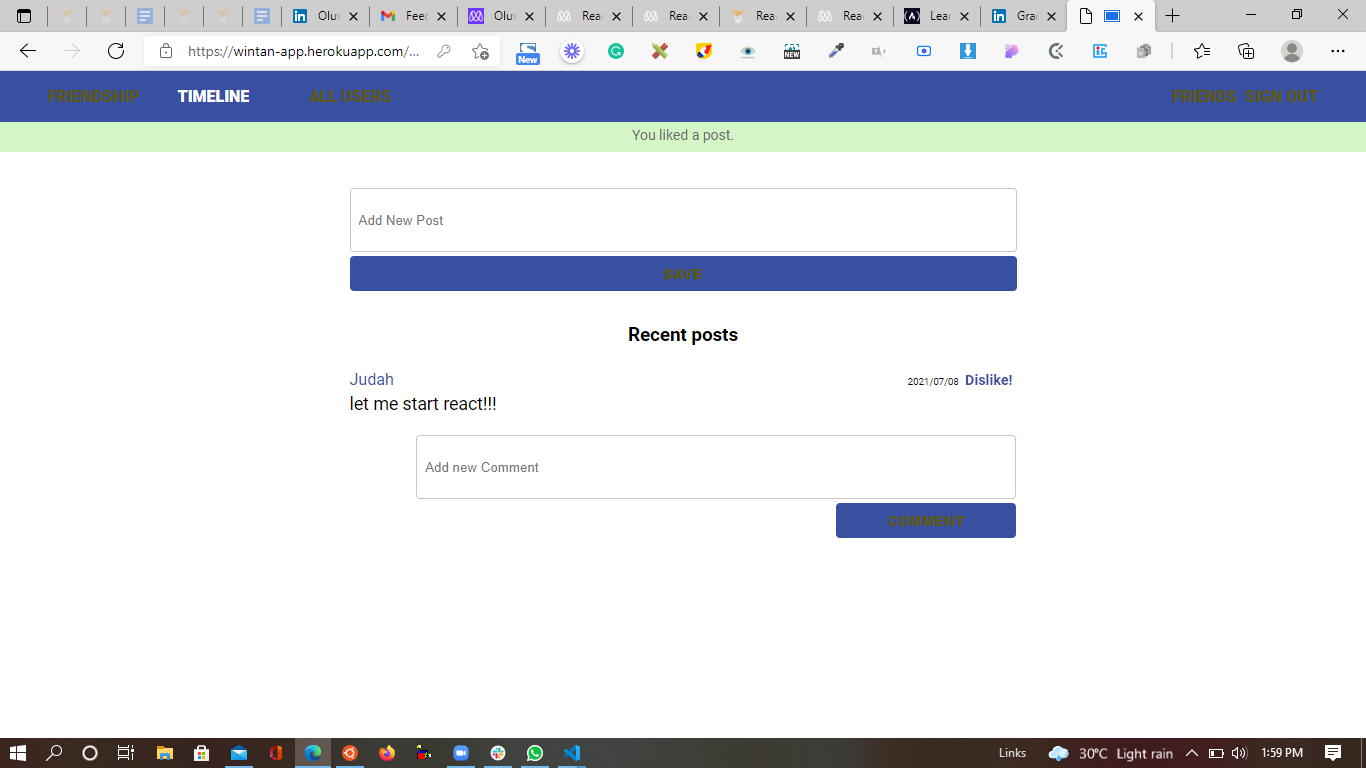 Oluv
Feec
Oluv
Rea
Rea
Rea
Rea
Lear
Grac
https://wintan-app.herokuapp.com/...
New
NEW
FRIENDSHIP TIMELINE ALL USERS FRIENDS SIGN OUT
You liked a post.
Add New Post
SAVE
Recent posts
Judah 2021/07/08 Dislike!
let me start react!!!
Add new Comment
COMMENT
Links 30°C Light rain 1:59 PM